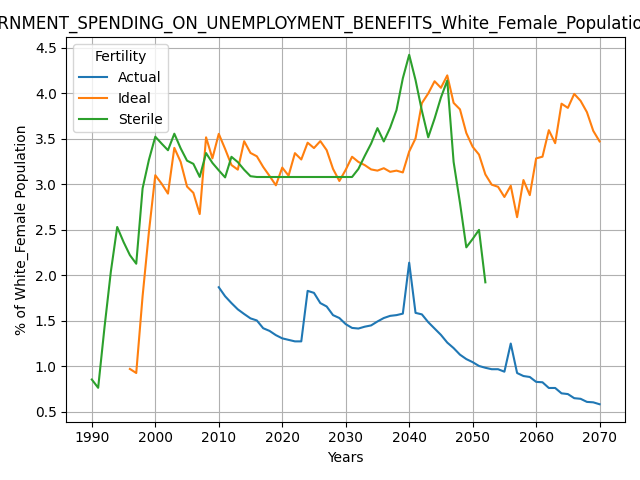 RNMENT_SPENDING_ON_UNEMPLOYMENT_BENEFITS_White_Female_Populatio
Fertility
Actual
Ideal
Sterile
4.5
4.0
3.5
3.0
2.5
2.0
1.5
1.0
0.5
% of White_Female Population
1990 2000 2010 2020 2030 2040 2050 2060 2070
Years